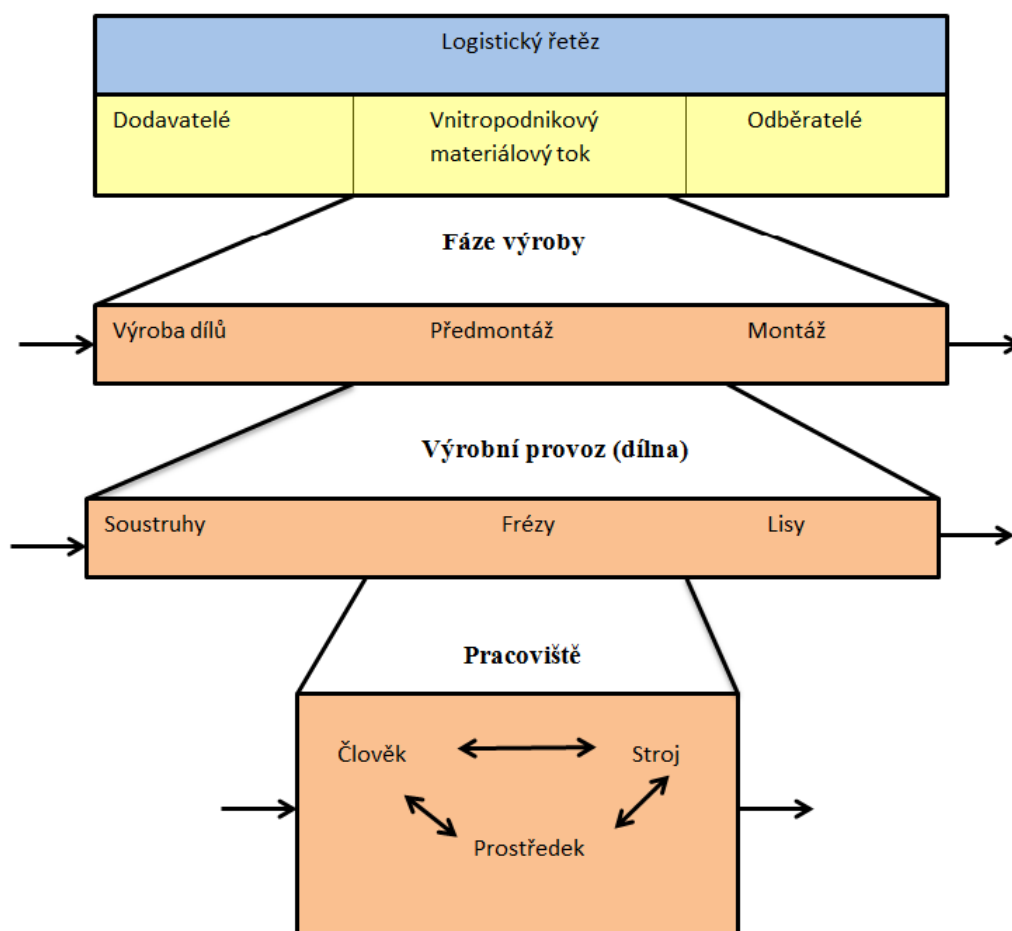 Logistický řetěz
Dodavatelé
Vnitropodnikový
materiálový tok
Odběratelé
Fáze výroby
Výroba dílů
Předmontáž
Montáž
Výrobní provoz (dílna)
Soustruhy
Frézy
Lisy
Pracoviště
Člověk
Stroj
Prostředek